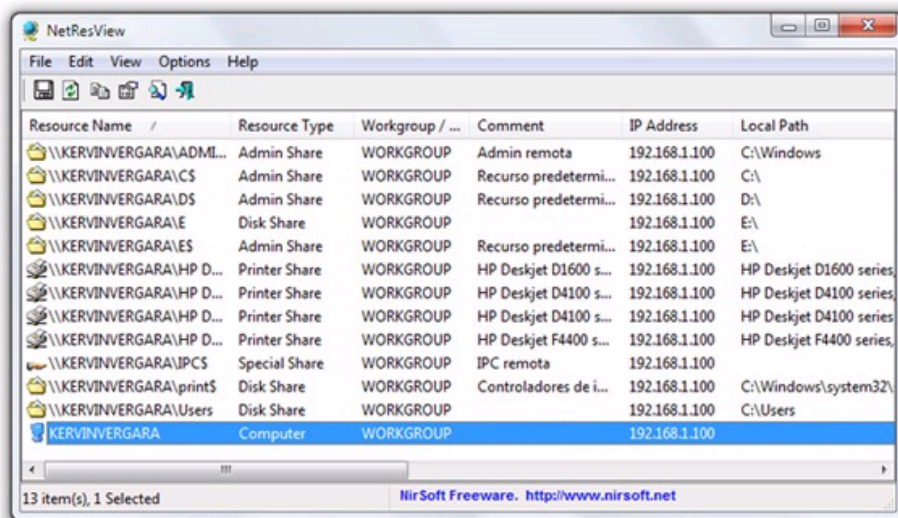 NetResView
File Edit View Options Help
Resource Name / Resource Type Workgroup / ... Comment IP Address Local Path
\\KERVINVERGARA\ADMI... Admin Share WORKGROUP Admin remota 192.168.1.100 C:\Windows
\\KERVINVERGARA\C$ Admin Share WORKGROUP Recurso predetermi... 192.168.1.100 C:\
\\KERVINVERGARA\D$ Admin Share WORKGROUP Recurso predetermi... 192.168.1.100 D:\
\\KERVINVERGARA\E Disk Share WORKGROUP 192.168.1.100 E:\
\\KERVINVERGARA\E$ Admin Share WORKGROUP Recurso predetermi... 192.168.1.100 E:\
\\KERVINVERGARA\HP D... Printer Share WORKGROUP HP Deskjet D1600 s... 192.168.1.100 HP Deskjet D1600 series,
\\KERVINVERGARA\HP D... Printer Share WORKGROUP HP Deskjet D4100 s... 192.168.1.100 HP Deskjet D4100 series,
\\KERVINVERGARA\HP D... Printer Share WORKGROUP HP Deskjet D4100 s... 192.168.1.100 HP Deskjet D4100 series
\\KERVINVERGARA\HP D... Printer Share WORKGROUP HP Deskjet F4400 s... 192.168.1.100 HP Deskjet F4400 series,
\\KERVINVERGARA\IPC$ Special Share WORKGROUP IPC remota 192.168.1.100
\\KERVINVERGARA\print$ Disk Share WORKGROUP Controladores de i... 192.168.1.100 C:\Windows\system32\
\\KERVINVERGARA\Users Disk Share WORKGROUP 192.168.1.100 C:\Users
KERVINVERGARA Computer WORKGROUP 192.168.1.100
13 item(s), 1 Selected NirSoft Freeware. http://www.nirsoft.net